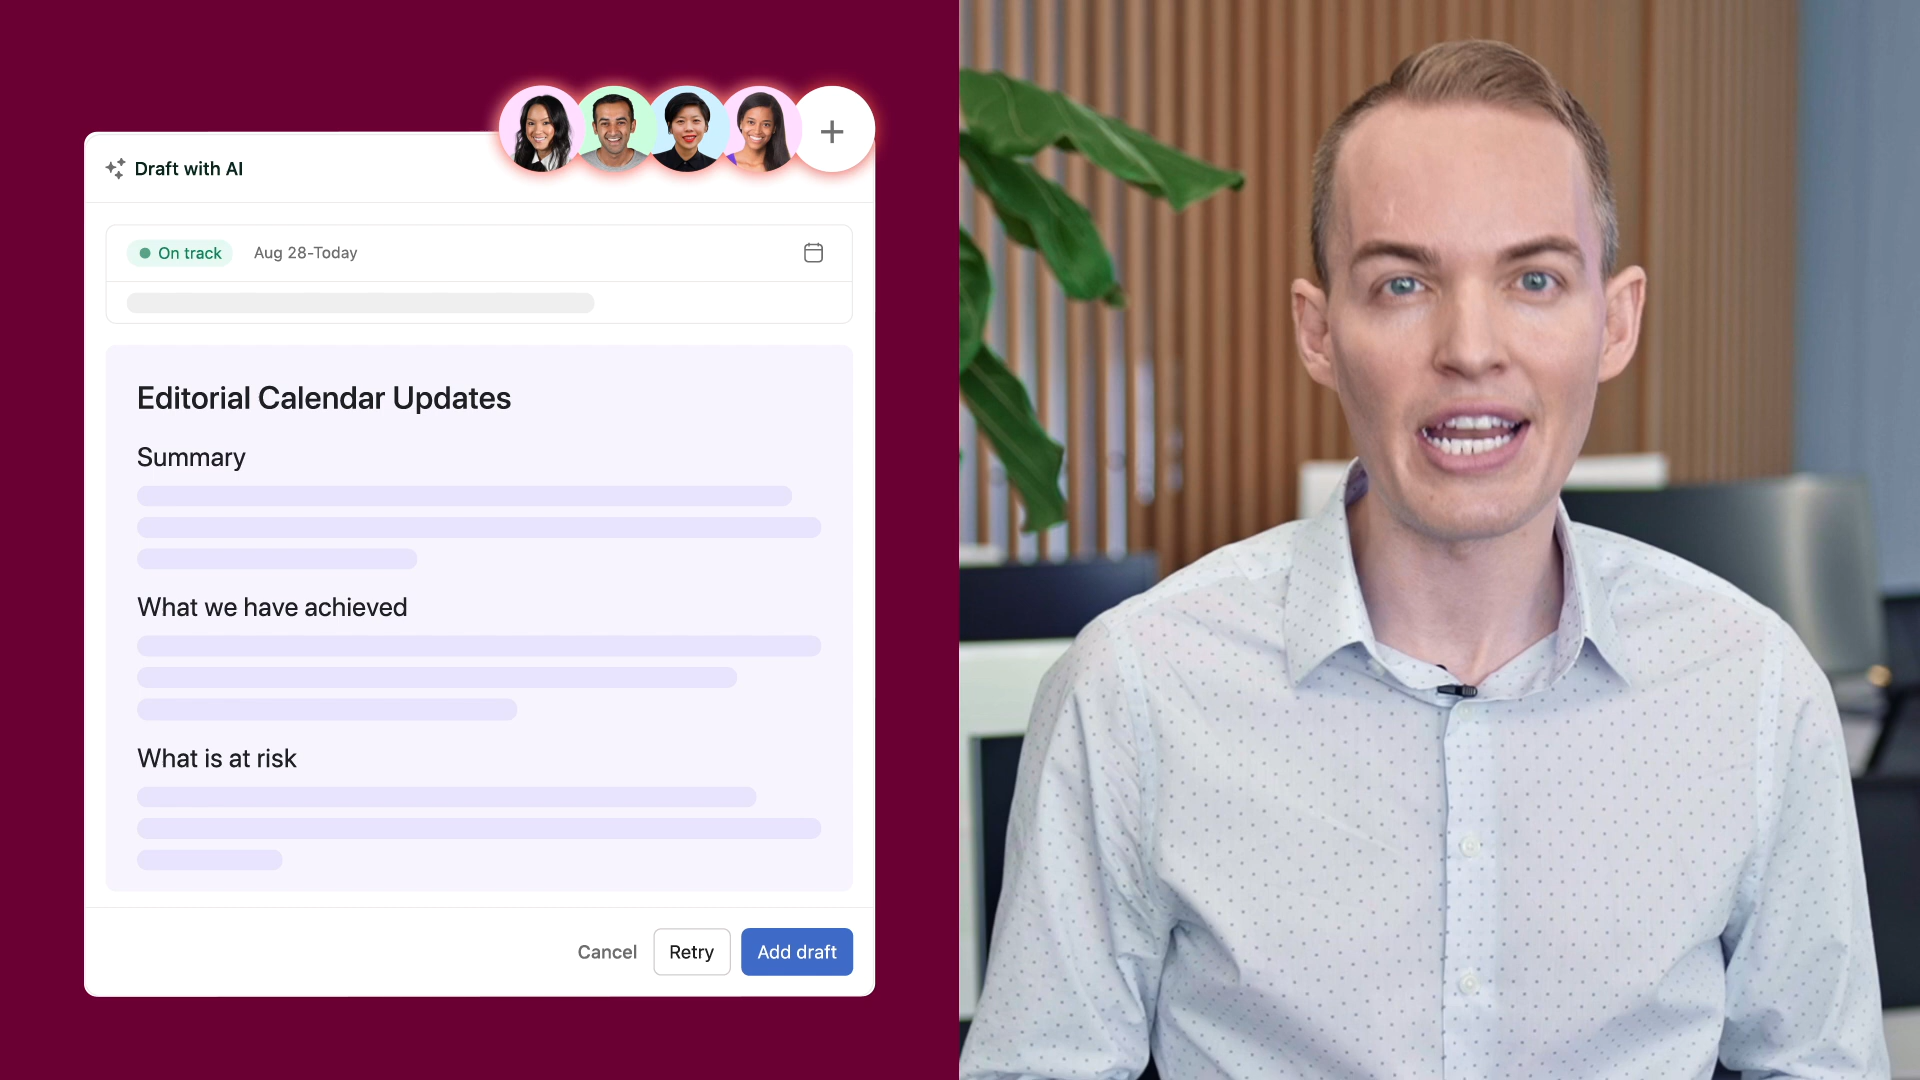 Draft with AI
On track
Aug 28-Today
Editorial Calendar Updates
Summary
What we have achieved
What is at risk
Cancel
Retry
Add draft